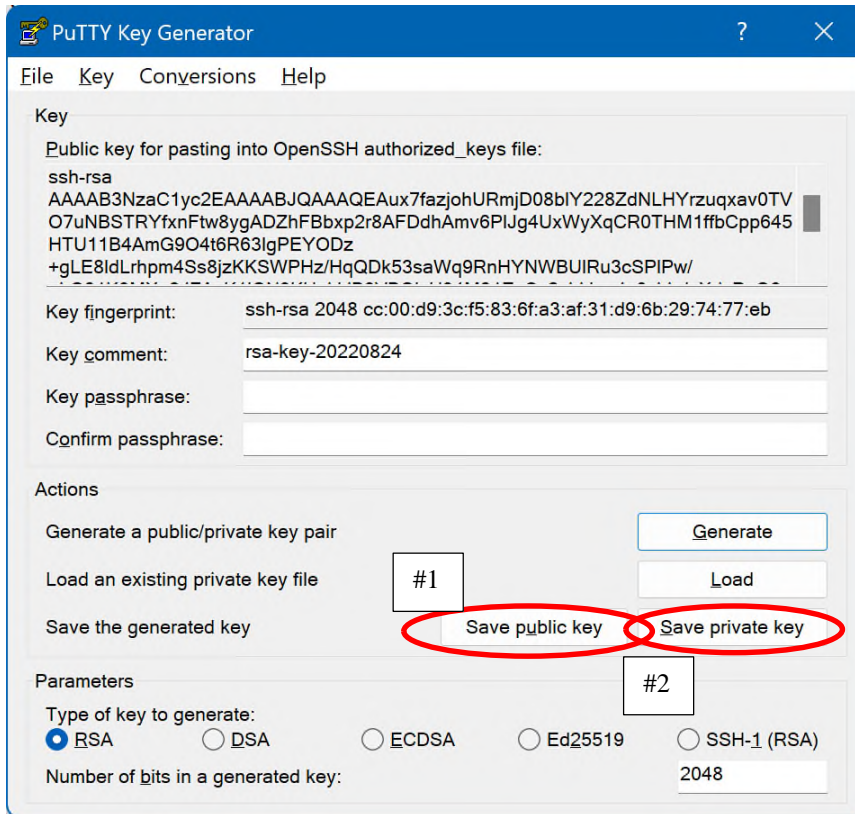 PuTTY Key Generator ?
File Key Conversions Help
Key
Public key for pasting into OpenSSH authorized_keys file:
ssh-rsa
AAAAB3NzaC1yc2EAAAABJQAAAQEAux7fazjohURmjD08blY228ZdNLHYrzuqxav0TV
O7uNBSTRYfxnFtw8ygADZhFBbxp2r8AFDdhAmv6PIJg4UxWyXqCR0THM1ffbCpp645
HTU11B4AmG9O4t6R63lgPEYODz
+gLE8ldLrhpm4Ss8jzKKSWPHz/HqQDk53saWq9RnHYNWBUIRu3cSPIPw/
Key fingerprint: ssh-rsa 2048 cc:00:d9:3c:f5:83:6f:a3:af:31:d9:6b:29:74:77:eb
Key comment: rsa-key-20220824
Key passphrase:
Confirm passphrase:
Actions
Generate a public/private key pair Generate
Load an existing private key file #1 Load
Save the generated key Save public key Save private key
Parameters #2
Type of key to generate:
RSA DSA ECDSA Ed25519 SSH-1 (RSA)
Number of bits in a generated key: 2048